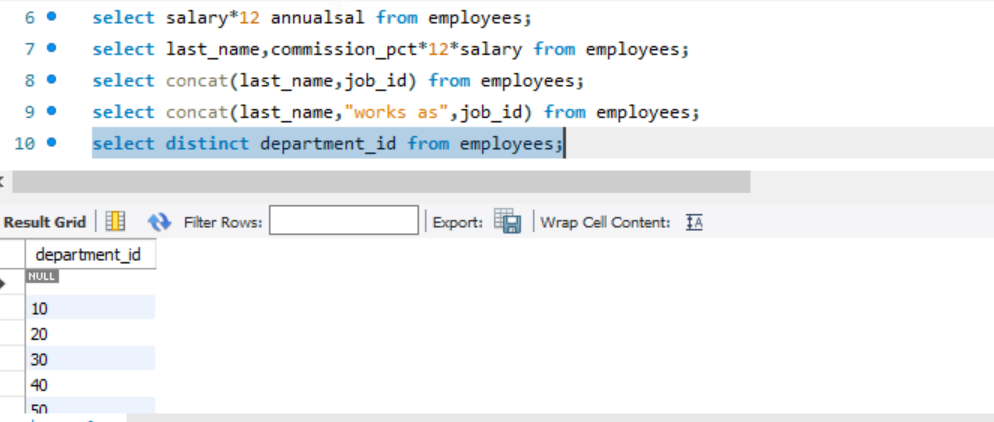 6 select salary*12 annualsal from employees;
7 select last_name,commission_pct*12*salary from employees;
8 select concat(last_name,job_id) from employees;
9 select concat(last_name,"works as",job_id) from employees;
10 select distinct department_id from employees;
Result Grid Filter Rows: Export: Wrap Cell Content: IA
department_id
NULL
10
20
30
40
50